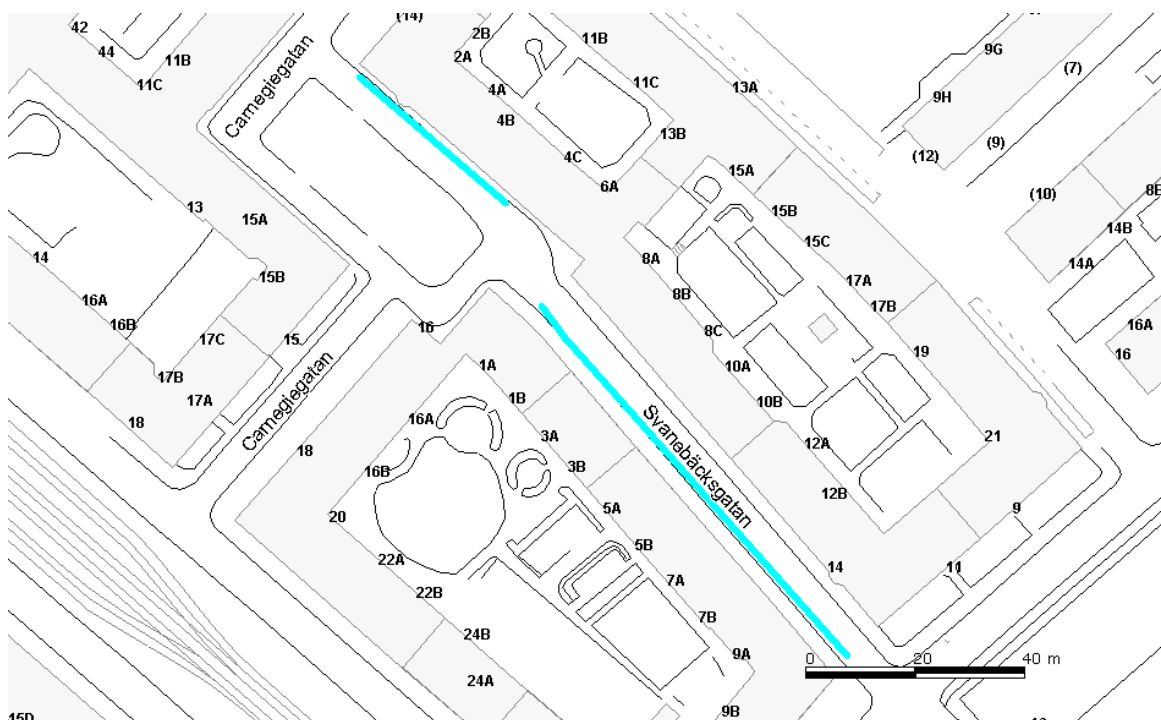 (14)
42
44
11B
11C
Carnegiegatan
2B
2A
4A
4B
4C
6A
11B
11C
13A
13B
9G
(7)
9H
(9)
(12)
(10)
8B
14B
14A
16A
16
13
15A
15B
14
16A
16B
15
17C
17B
17A
18
Carnegiegatan
16
15A
15B
15C
17A
17B
19
21
8A
8B
8C
10A
10B
12A
12B
14
9
11
Svanebäcksgatan
1A
1B
3A
3B
5A
5B
7A
7B
9A
9B
16A
16B
18
20
22A
22B
24B
24A
15D
0 20 40 m